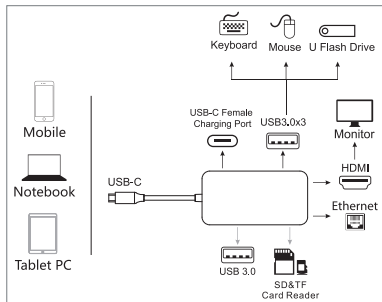 Keyboard Mouse U Flash Drive
USB-C Female
Charging Port
USB3.0x3
Monitor
Mobile
HDMI
USB-C
Notebook
Ethernet
Tablet PC
USB 3.0
SD&TF
Card Reader